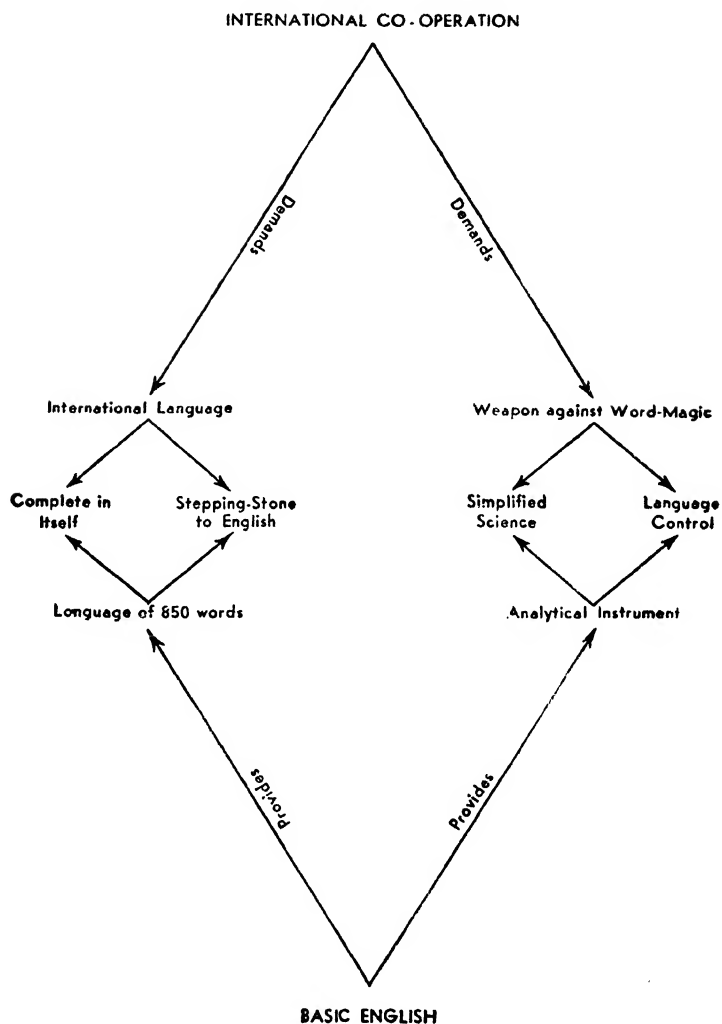 INTERNATIONAL CO-OPERATION
Demands
Demands
International Language
Weapon against Word-Magic
Complete in
Itself
Stepping-Stone
to English
Simplified
Science
Language
Control
Language of 850 words
Analytical Instrument
Provides
Provides
BASIC ENGLISH